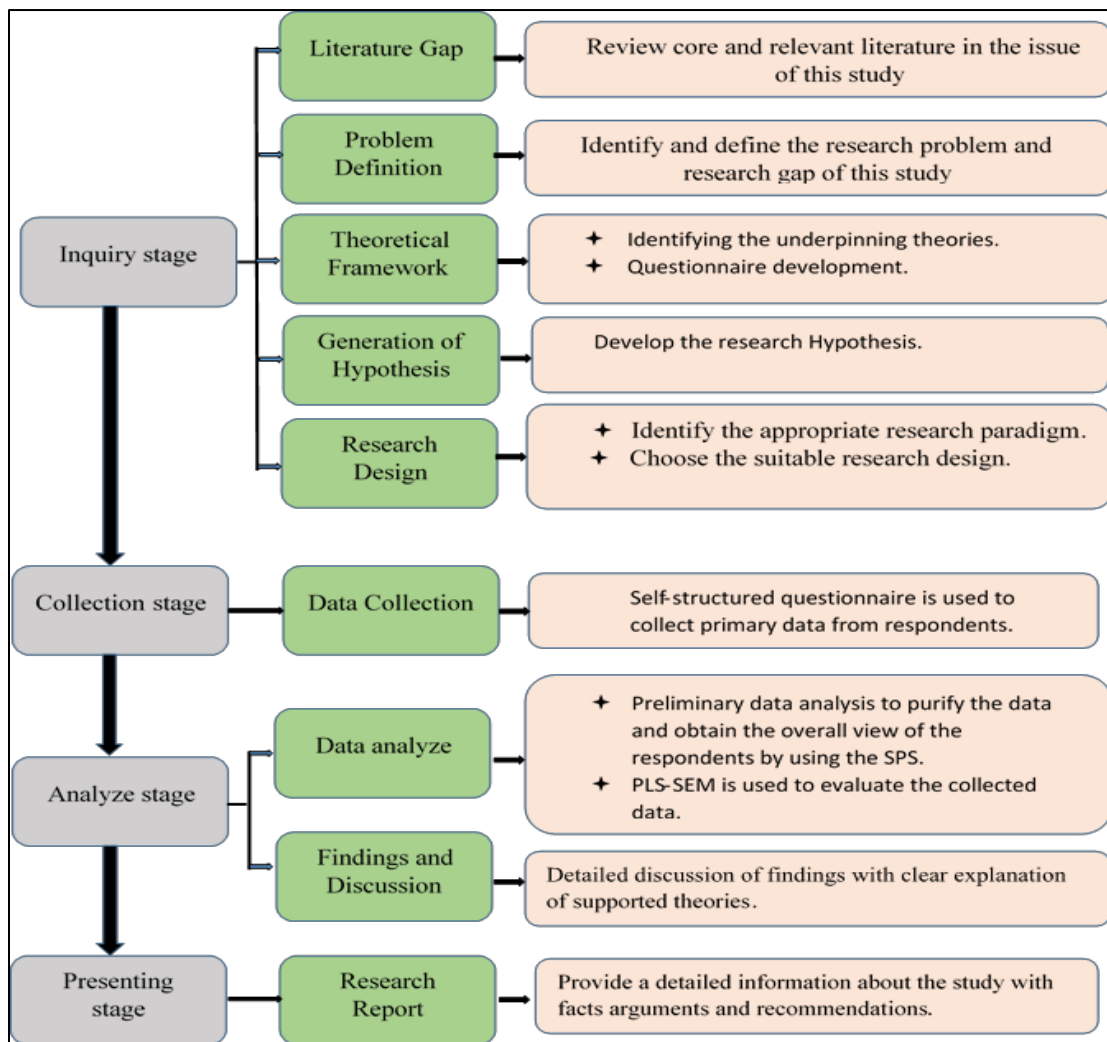 Literature Gap
Review core and relevant literature in the issue
of this study
Problem
Definition
Identify and define the research problem and
research gap of this study
Inquiry stage
Theoretical
Framework
✦ Identifying the underpinning theories.
✦ Questionnaire development.
Generation of
Hypothesis
Develop the research Hypothesis.
Research
Design
✦ Identify the appropriate research paradigm.
✦ Choose the suitable research design.
Collection stage
Data Collection
Self-structured questionnaire is used to
collect primary data from respondents.
Analyze stage
Data analyze
✦ Preliminary data analysis to purify the data
and obtain the overall view of the
respondents by using the SPS.
✦ PLS-SEM is used to evaluate the collected
data.
Findings and
Discussion
Detailed discussion of findings with clear explanation
of supported theories.
Presenting
stage
Research
Report
Provide a detailed information about the study with
facts arguments and recommendations.